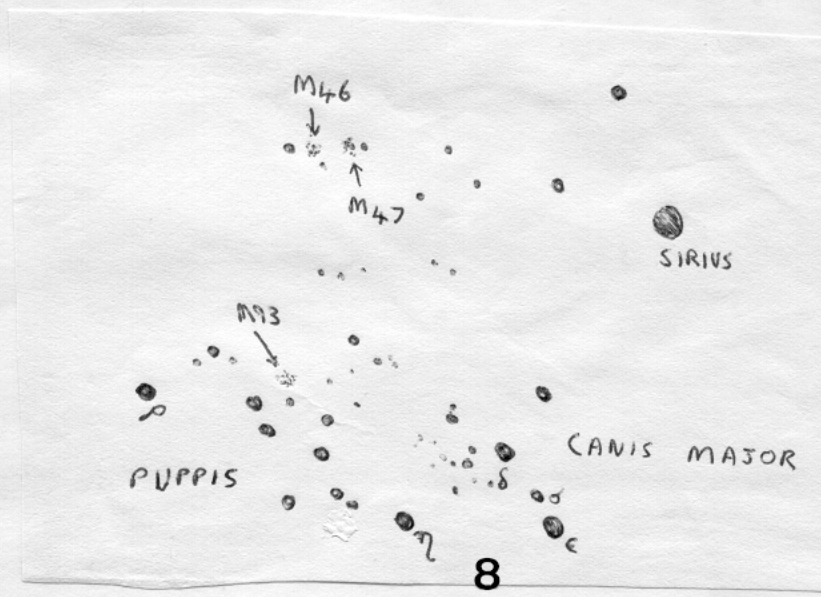 M46
M47
SIRIUS
M93
ρ
CANIS MAJOR
PUPPIS
δ
σ
η
ε
8